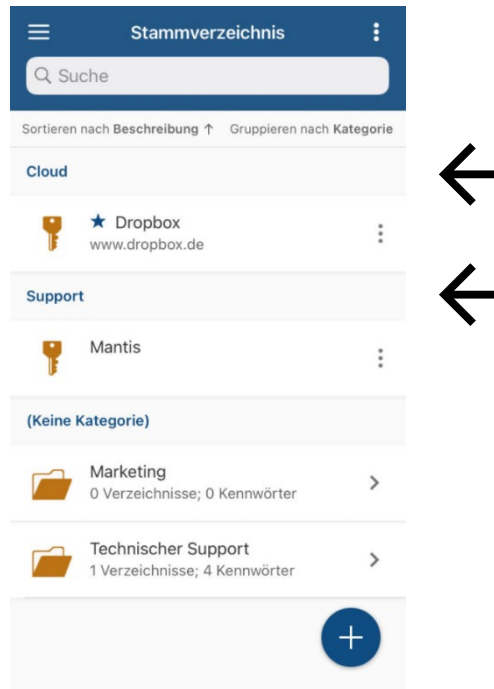 Stammverzeichnis
Suche
Sortieren nach Beschreibung ↑ Gruppieren nach Kategorie
Cloud
★ Dropbox
www.dropbox.de
Support
Mantis
(Keine Kategorie)
Marketing
0 Verzeichnisse; 0 Kennwörter
Technischer Support
1 Verzeichnisse; 4 Kennwörter